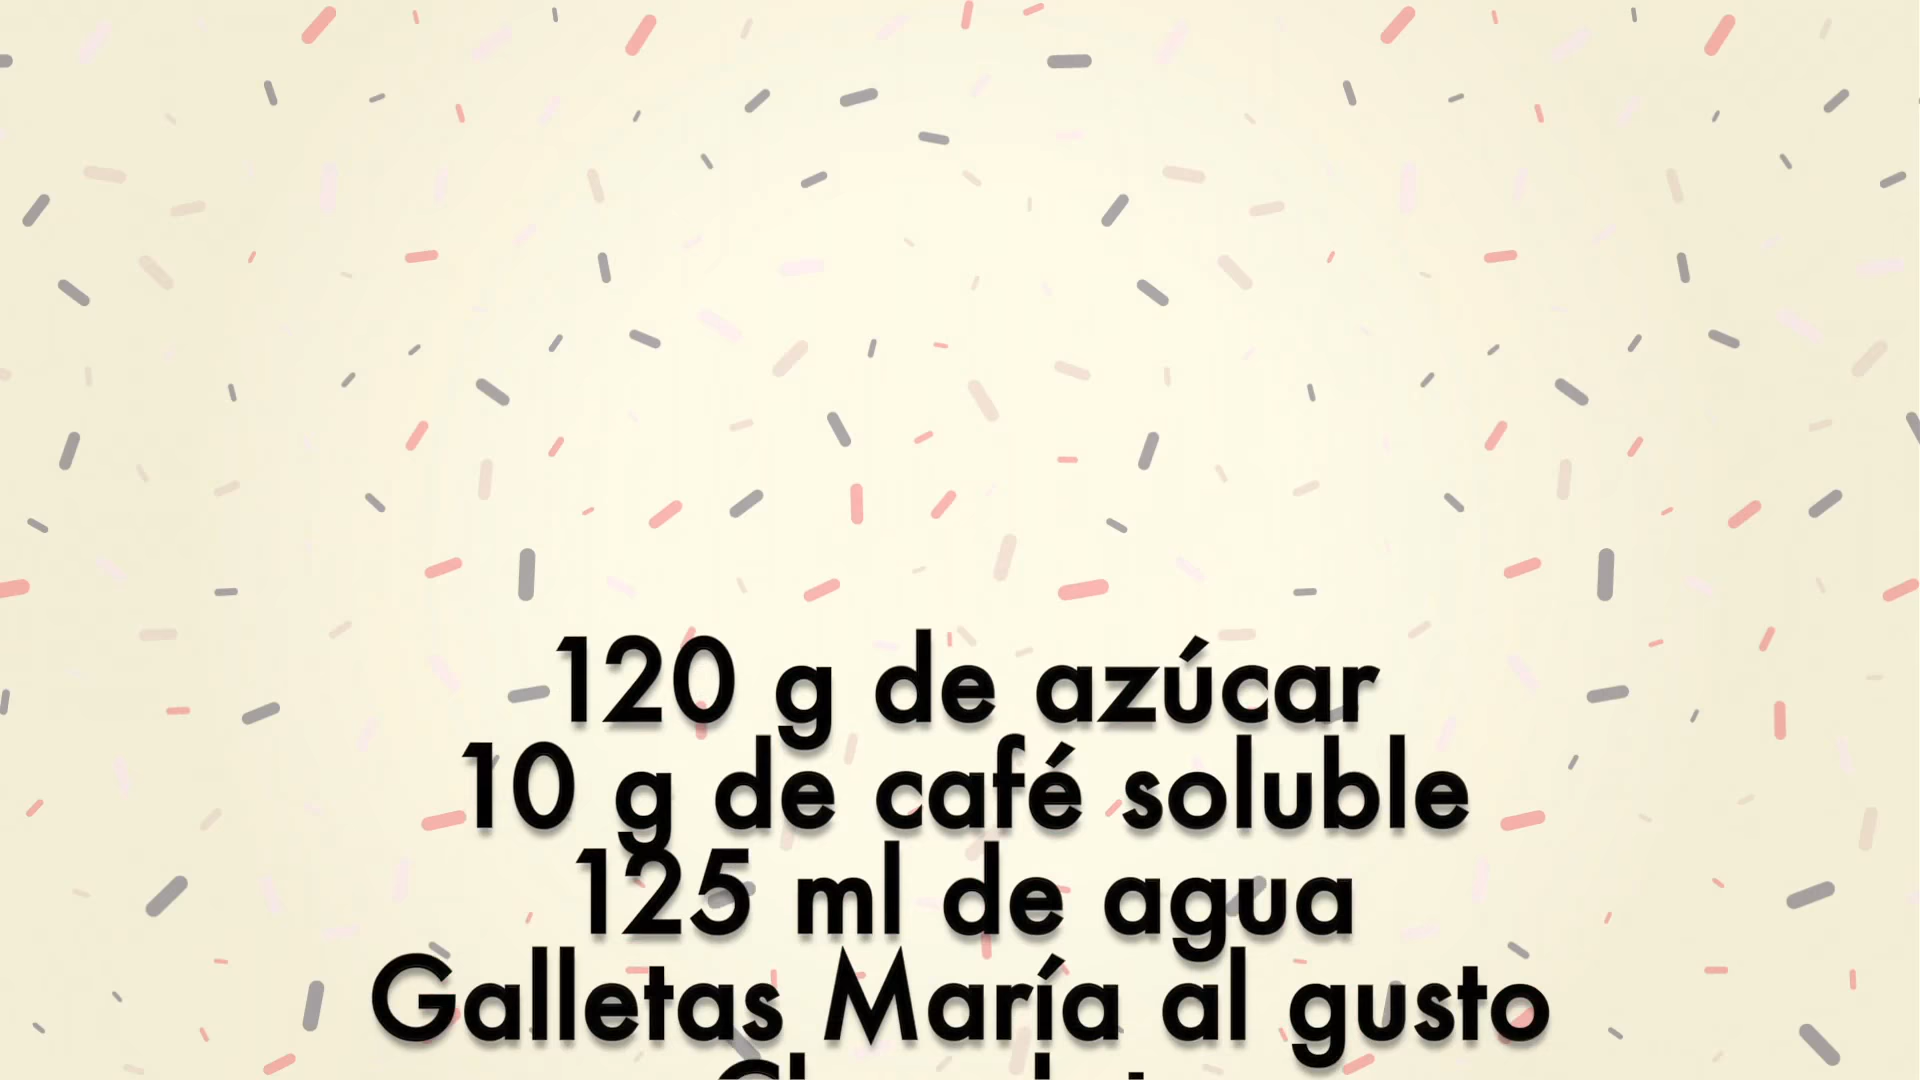 120 g de azúcar
10 g de café soluble
125 ml de agua
Galletas María al gusto